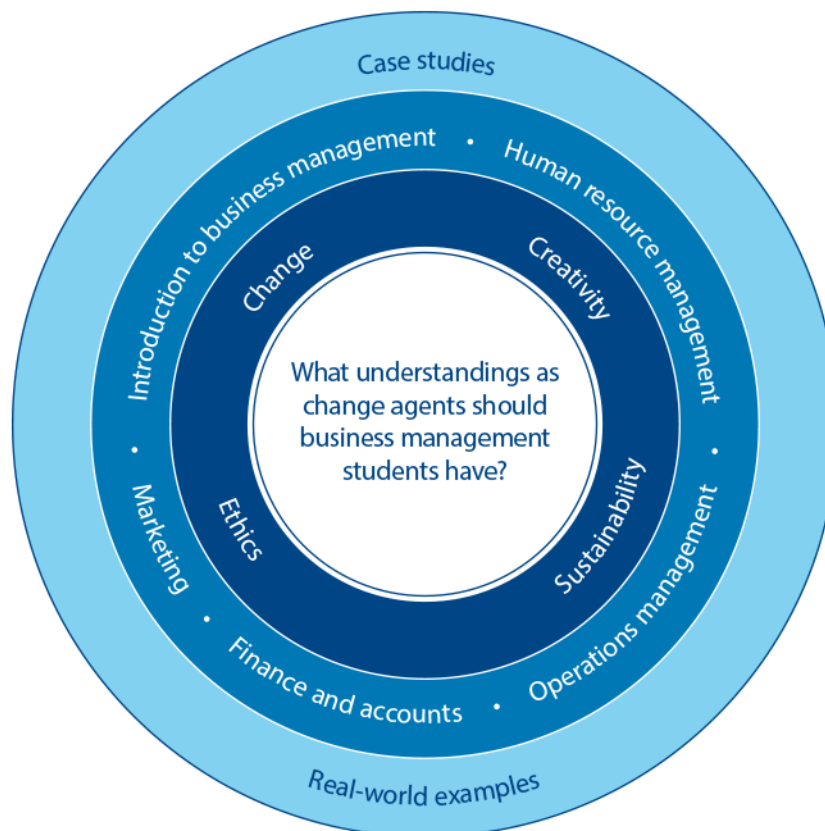 Case studies
Introduction to business management • Human resource management •
Change
Creativity
What understandings as
change agents should
business management
students have?
Ethics
Sustainability
• Marketing • Finance and accounts • Operations management
Real-world examples